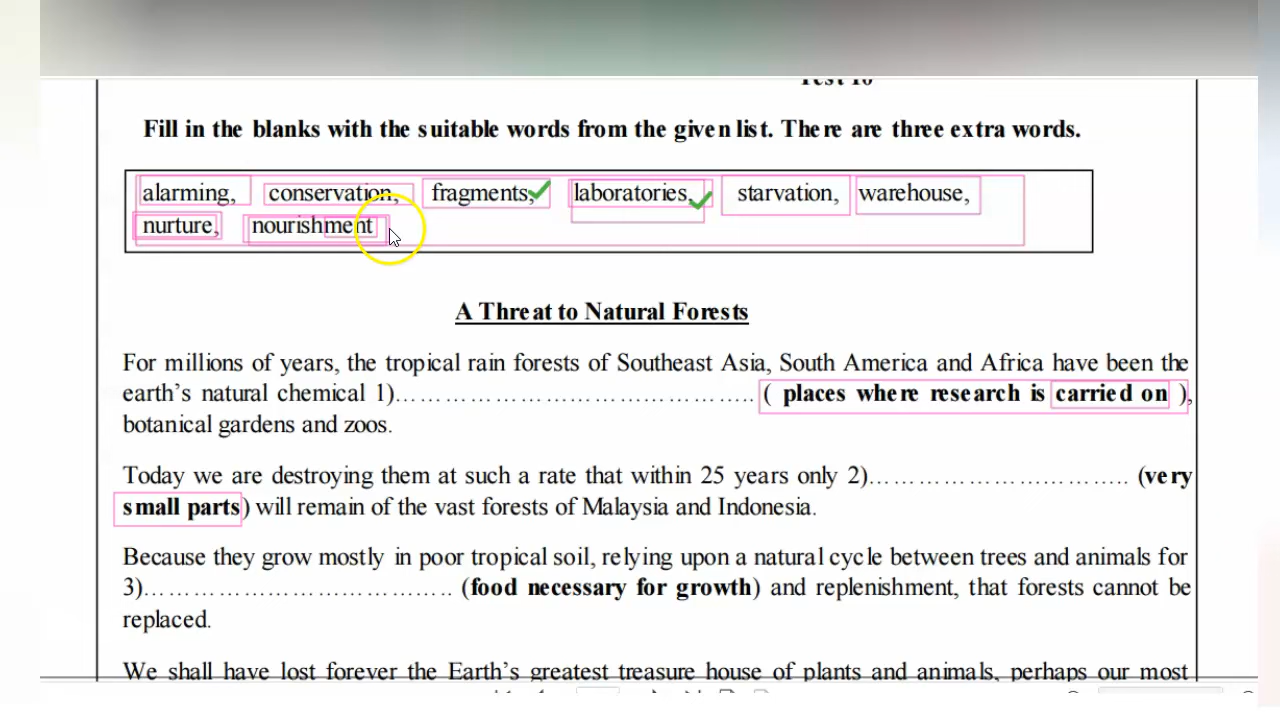 Test 10
Fill in the blanks with the suitable words from the given list. There are three extra words.
alarming, conservation, fragments, laboratories, starvation, warehouse,
nurture, nourishment
A Threat to Natural Forests
For millions of years, the tropical rain forests of Southeast Asia, South America and Africa have been the
earth's natural chemical 1)……………………………………….. ( places where research is carried on ),
botanical gardens and zoos.
Today we are destroying them at such a rate that within 25 years only 2)………………………….. (very
small parts) will remain of the vast forests of Malaysia and Indonesia.
Because they grow mostly in poor tropical soil, relying upon a natural cycle between trees and animals for
3)……………………………….. (food necessary for growth) and replenishment, that forests cannot be
replaced.
We shall have lost forever the Earth's greatest treasure house of plants and animals, perhaps our most